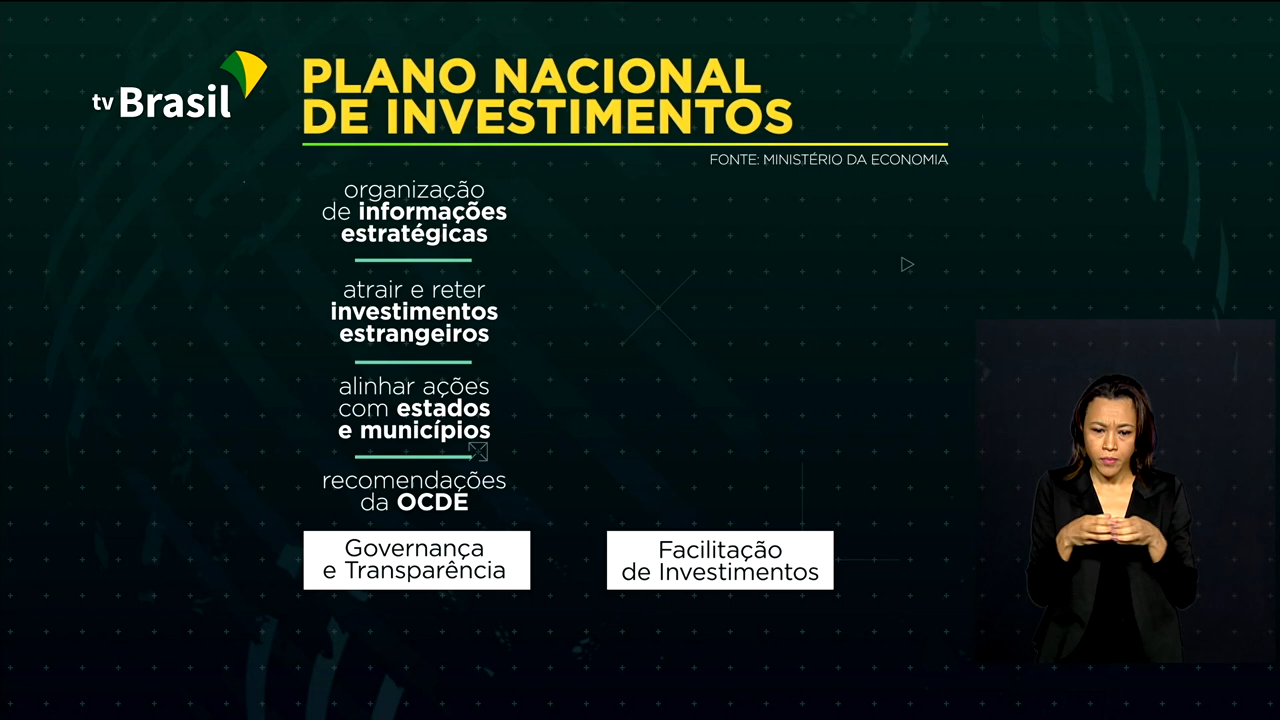 tv Brasil
PLANO NACIONAL
DE INVESTIMENTOS
FONTE: MINISTÉRIO DA ECONOMIA
organização
de informações
estratégicas
atrair e reter
investimentos
estrangeiros
alinhar ações
com estados
e municípios
recomendações
da OCDE
Governança
e Transparência
Facilitação
de Investimentos